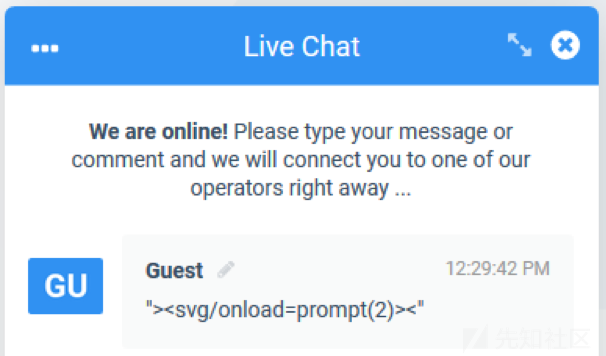 Live Chat
We are online! Please type your message or
comment and we will connect you to one of our
operators right away ...
GU
Guest
12:29:42 PM
"><svg/onload=prompt(2)><"
先知社区